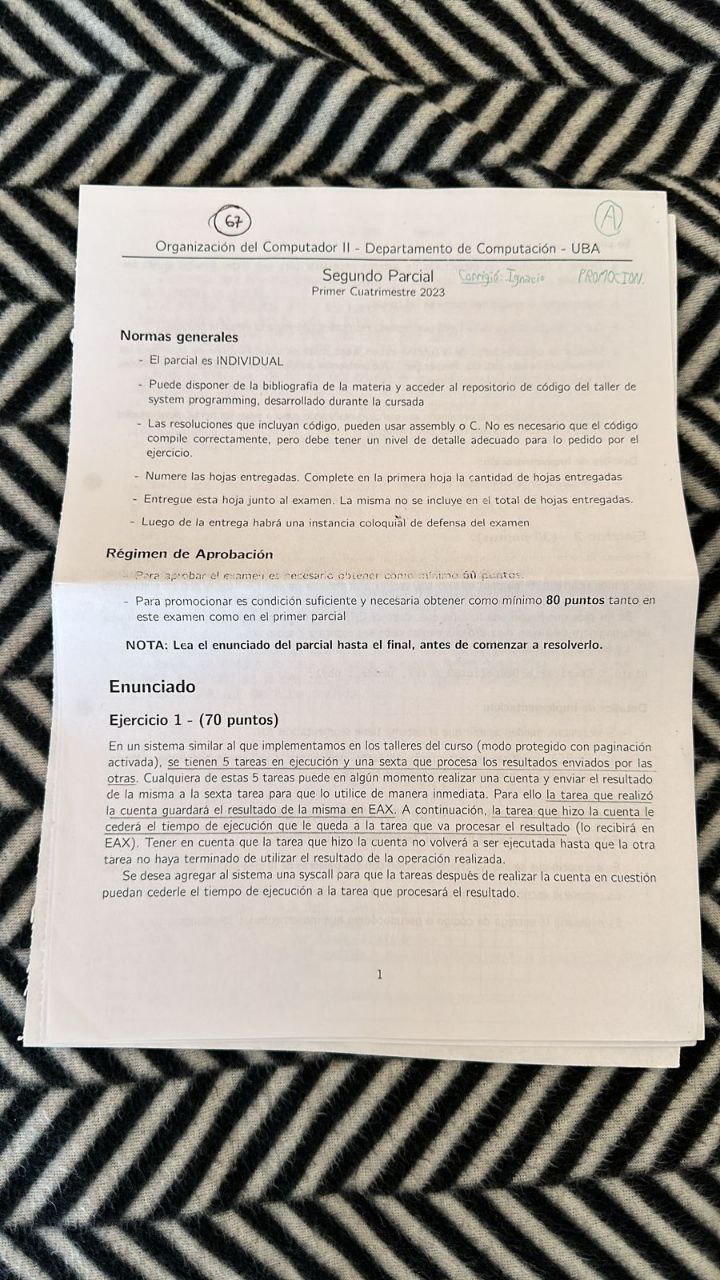 67
A
Organización del Computador II - Departamento de Computación - UBA
Segundo Parcial
Corrigió: Ignacio
PROMOCION.
Primer Cuatrimestre 2023
Normas generales
- El parcial es INDIVIDUAL
- Puede disponer de la bibliografia de la materia y acceder al repositorio de código del taller de
system programming, desarrollado durante la cursada
- Las resoluciones que incluyan código, pueden usar assembly o C. No es necesario que el código
compile correctamente, pero debe tener un nivel de detalle adecuado para lo pedido por el
ejercicio.
- Numere las hojas entregadas. Complete en la primera hoja la cantidad de hojas entregadas
- Entregue esta hoja junto al examen. La misma no se incluye en el total de hojas entregadas.
- Luego de la entrega habrá una instancia coloquial de defensa del examen
Régimen de Aprobación
- Para aprobar el examen es necesario obtener como mínimo 60 puntos.
- Para promocionar es condición suficiente y necesaria obtener como mínimo 80 puntos tanto en
este examen como en el primer parcial
NOTA: Lea el enunciado del parcial hasta el final, antes de comenzar a resolverlo.
Enunciado
Ejercicio 1 - (70 puntos)
En un sistema similar al que implementamos en los talleres del curso (modo protegido con paginación
activada), se tienen 5 tareas en ejecución y una sexta que procesa los resultados enviados por las
otras. Cualquiera de estas 5 tareas puede en algún momento realizar una cuenta y enviar el resultado
de la misma a la sexta tarea para que lo utilice de manera inmediata. Para ello la tarea que realizó
la cuenta guardará el resultado de la misma en EAX. A continuación, la tarea que hizo la cuenta le
cederá el tiempo de ejecución que le queda a la tarea que va procesar el resultado (lo recibirá en
EAX). Tener en cuenta que la tarea que hizo la cuenta no volverá a ser ejecutada hasta que la otra
tarea no haya terminado de utilizar el resultado de la operación realizada.
Se desea agregar al sistema una syscall para que la tareas después de realizar la cuenta en cuestión
puedan cederle el tiempo de ejecución a la tarea que procesará el resultado.
1